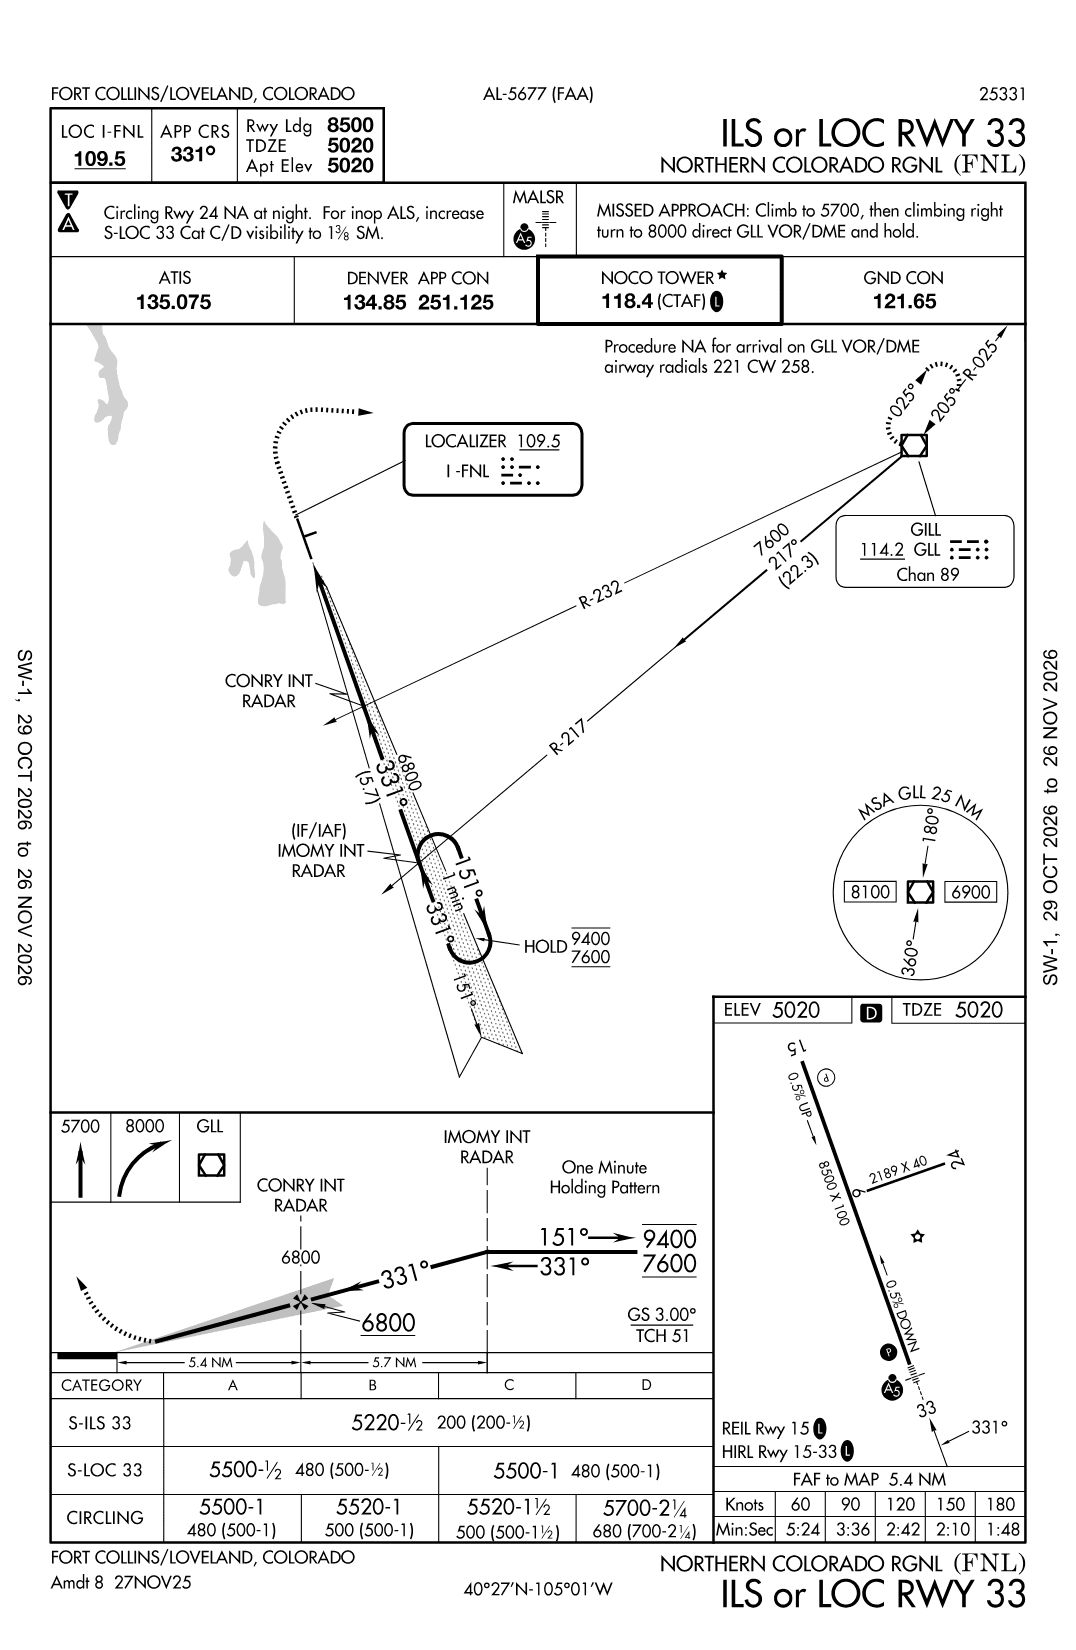 FORT COLLINS/LOVELAND, COLORADO
AL-5677 (FAA)
25331
LOC I-FNL
109.5
APP CRS
331°
Rwy Ldg 8500
TDZE 5020
Apt Elev 5020
ILS or LOC RWY 33
NORTHERN COLORADO RGNL (FNL)
T
A
Circling Rwy 24 NA at night. For inop ALS, increase
S-LOC 33 Cat C/D visibility to 1⅜ SM.
MALSR
A5
MISSED APPROACH: Climb to 5700, then climbing right
turn to 8000 direct GLL VOR/DME and hold.
ATIS
135.075
DENVER APP CON
134.85 251.125
NOCO TOWER★
118.4 (CTAF) L
GND CON
121.65
Procedure NA for arrival on GLL VOR/DME
airway radials 221 CW 258.
R-025
025°
205°
LOCALIZER 109.5
I-FNL
GILL
114.2 GLL
Chan 89
7600
217°
(22.3)
R-232
R-217
CONRY INT
RADAR
6800
331°
(5.7)
(IF/IAF)
IMOMY INT
RADAR
151°
1 min
331°
HOLD 9400
7600
151°
MSA GLL 25 NM
180°
8100
6900
360°
SW-1, 29 OCT 2026 to 26 NOV 2026
SW-1, 29 OCT 2026 to 26 NOV 2026
ELEV 5020
D
TDZE 5020
15
P
0.5% UP
8500 X 100
2189 X 40
24
6
0.5% DOWN
P
A5
33
331°
REIL Rwy 15 L
HIRL Rwy 15-33 L
FAF to MAP 5.4 NM
Knots 60 90 120 150 180
Min:Sec 5:24 3:36 2:42 2:10 1:48
5700
8000
GLL
IMOMY INT
RADAR
One Minute
Holding Pattern
CONRY INT
RADAR
6800
151°
9400
7600
331°
331°
6800
GS 3.00°
TCH 51
5.4 NM
5.7 NM
CATEGORY A B C D
S-ILS 33 5220-½ 200 (200-½)
S-LOC 33 5500-½ 480 (500-½) 5500-1 480 (500-1)
CIRCLING
5500-1 5520-1 5520-1½ 5700-2¼
480 (500-1) 500 (500-1) 500 (500-1½) 680 (700-2¼)
FORT COLLINS/LOVELAND, COLORADO
Amdt 8 27NOV25
40°27'N-105°01'W
NORTHERN COLORADO RGNL (FNL)
ILS or LOC RWY 33